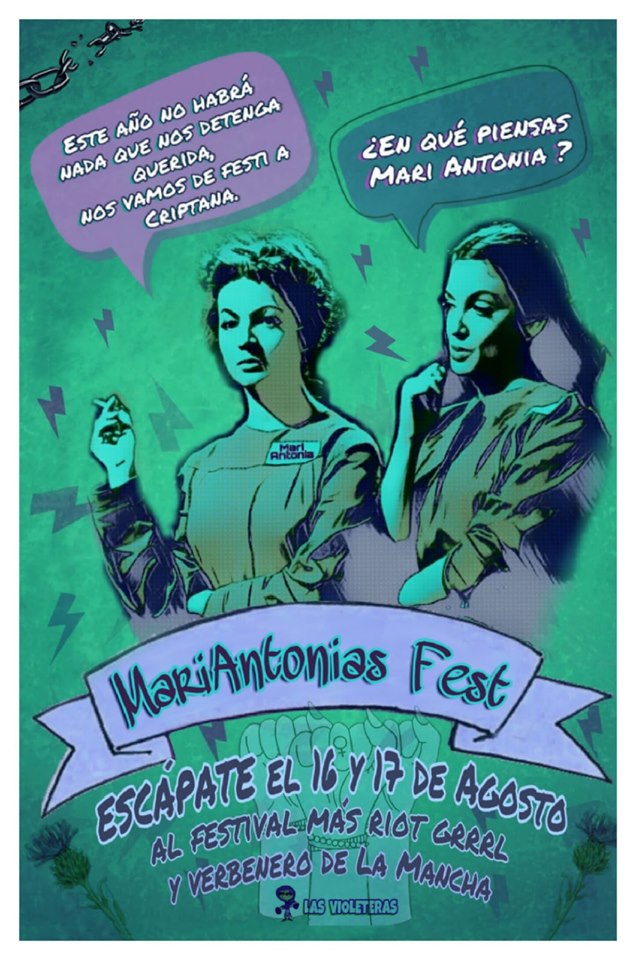 Este año no habrá
nada que nos detenga
querida,
nos vamos de festi a
Criptana.
¿En qué piensas
Mari Antonia ?
Mari
Antonia
MariAntonias Fest
Escápate el 16 y 17 de Agosto
al festival más riot grrrl
y verbenero de La Mancha
LAS VIOLETERAS